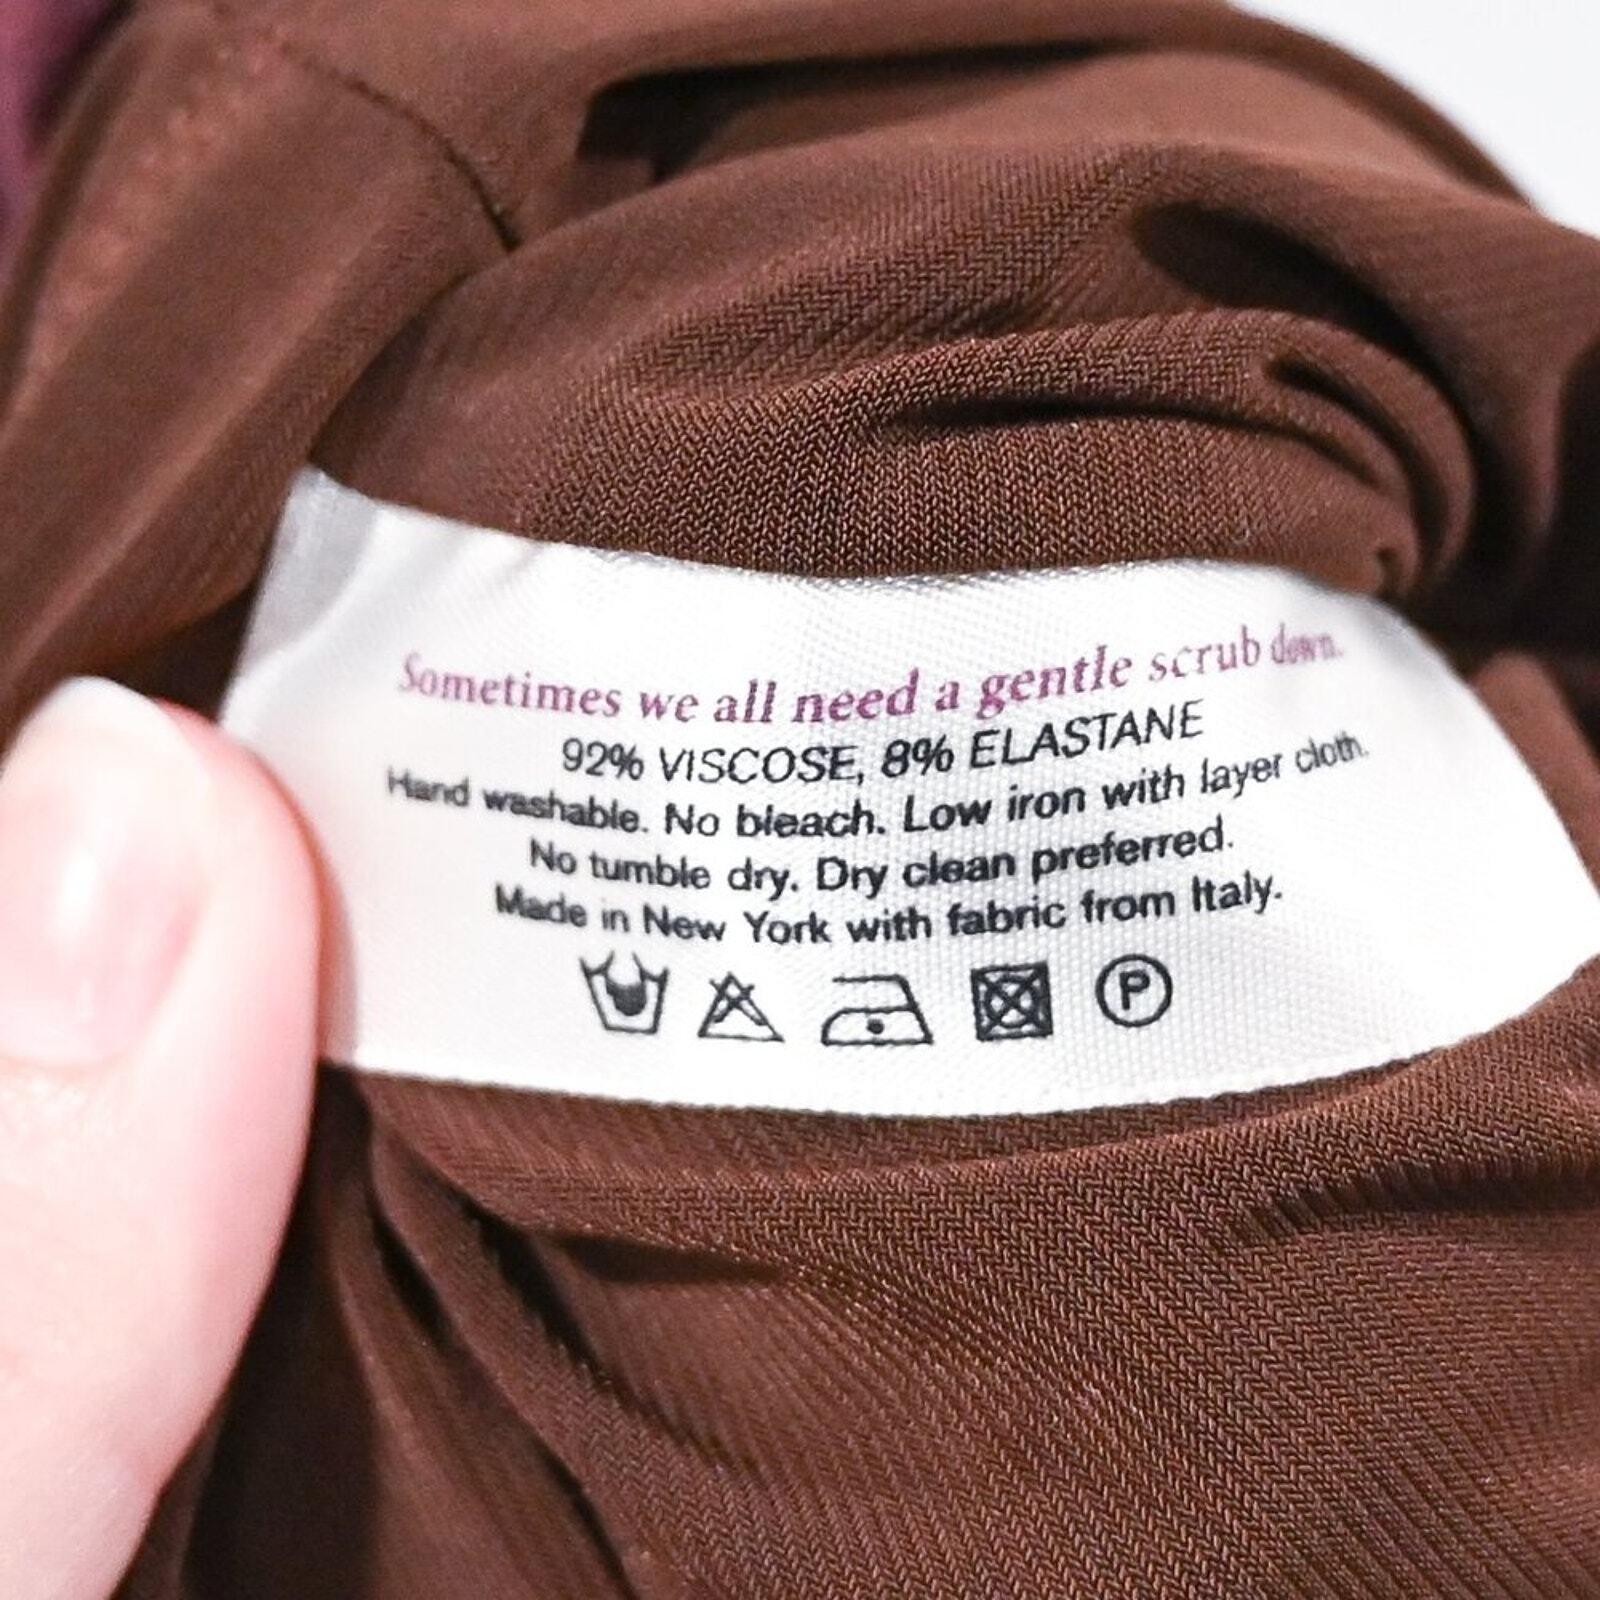 Sometimes we all need a gentle scrub down.
92% VISCOSE, 8% ELASTANE
Hand washable. No bleach. Low iron with layer cloth.
No tumble dry. Dry clean preferred.
Made in New York with fabric from Italy.
P